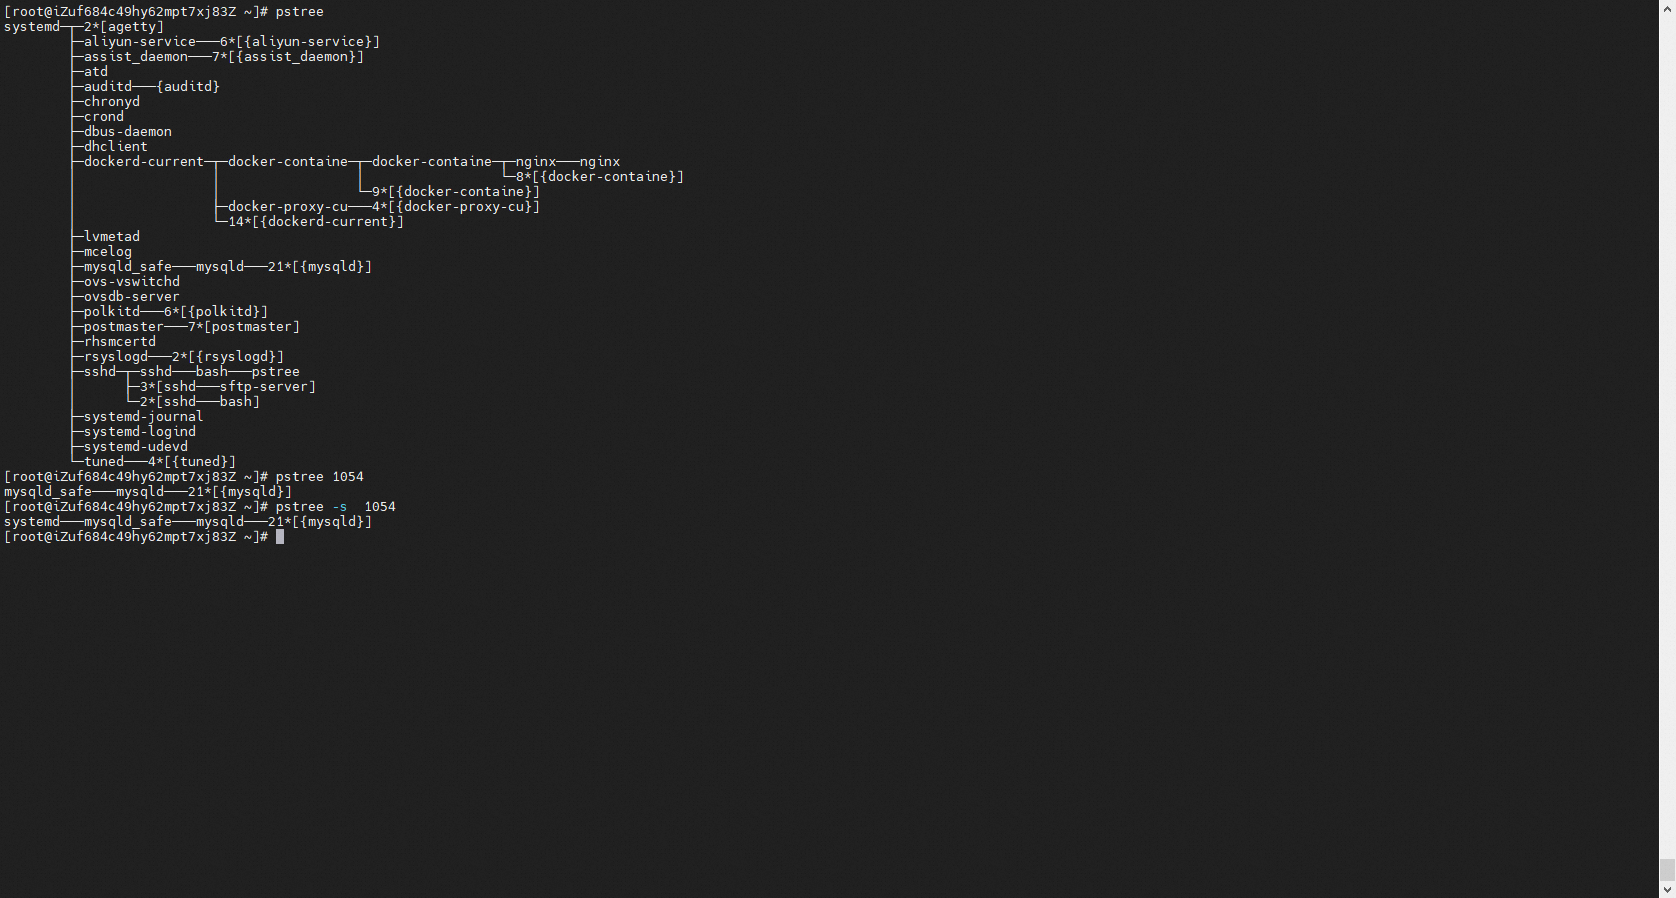 [root@iZuf684c49hy62mpt7xj83Z ~]# pstree
systemd─┬─2*[agetty]
        ├─aliyun-service───6*[{aliyun-service}]
        ├─assist_daemon───7*[{assist_daemon}]
        ├─atd
        ├─auditd───{auditd}
        ├─chronyd
        ├─crond
        ├─dbus-daemon
        ├─dhclient
        ├─dockerd-current─┬─docker-containe─┬─docker-containe─┬─nginx───nginx
        │                 │                 │                 └─8*[{docker-containe}]
        │                 │                 └─9*[{docker-containe}]
        │                 ├─docker-proxy-cu───4*[{docker-proxy-cu}]
        │                 └─14*[{dockerd-current}]
        ├─lvmetad
        ├─mcelog
        ├─mysqld_safe───mysqld───21*[{mysqld}]
        ├─ovs-vswitchd
        ├─ovsdb-server
        ├─polkitd───6*[{polkitd}]
        ├─postmaster───7*[postmaster]
        ├─rhsmcertd
        ├─rsyslogd───2*[{rsyslogd}]
        ├─sshd─┬─sshd───bash───pstree
        │      ├─3*[sshd───sftp-server]
        │      └─2*[sshd───bash]
        ├─systemd-journal
        ├─systemd-logind
        ├─systemd-udevd
        └─tuned───4*[{tuned}]
[root@iZuf684c49hy62mpt7xj83Z ~]# pstree 1054
mysqld_safe───mysqld───21*[{mysqld}]
[root@iZuf684c49hy62mpt7xj83Z ~]# pstree -s  1054
systemd───mysqld_safe───mysqld───21*[{mysqld}]
[root@iZuf684c49hy62mpt7xj83Z ~]#